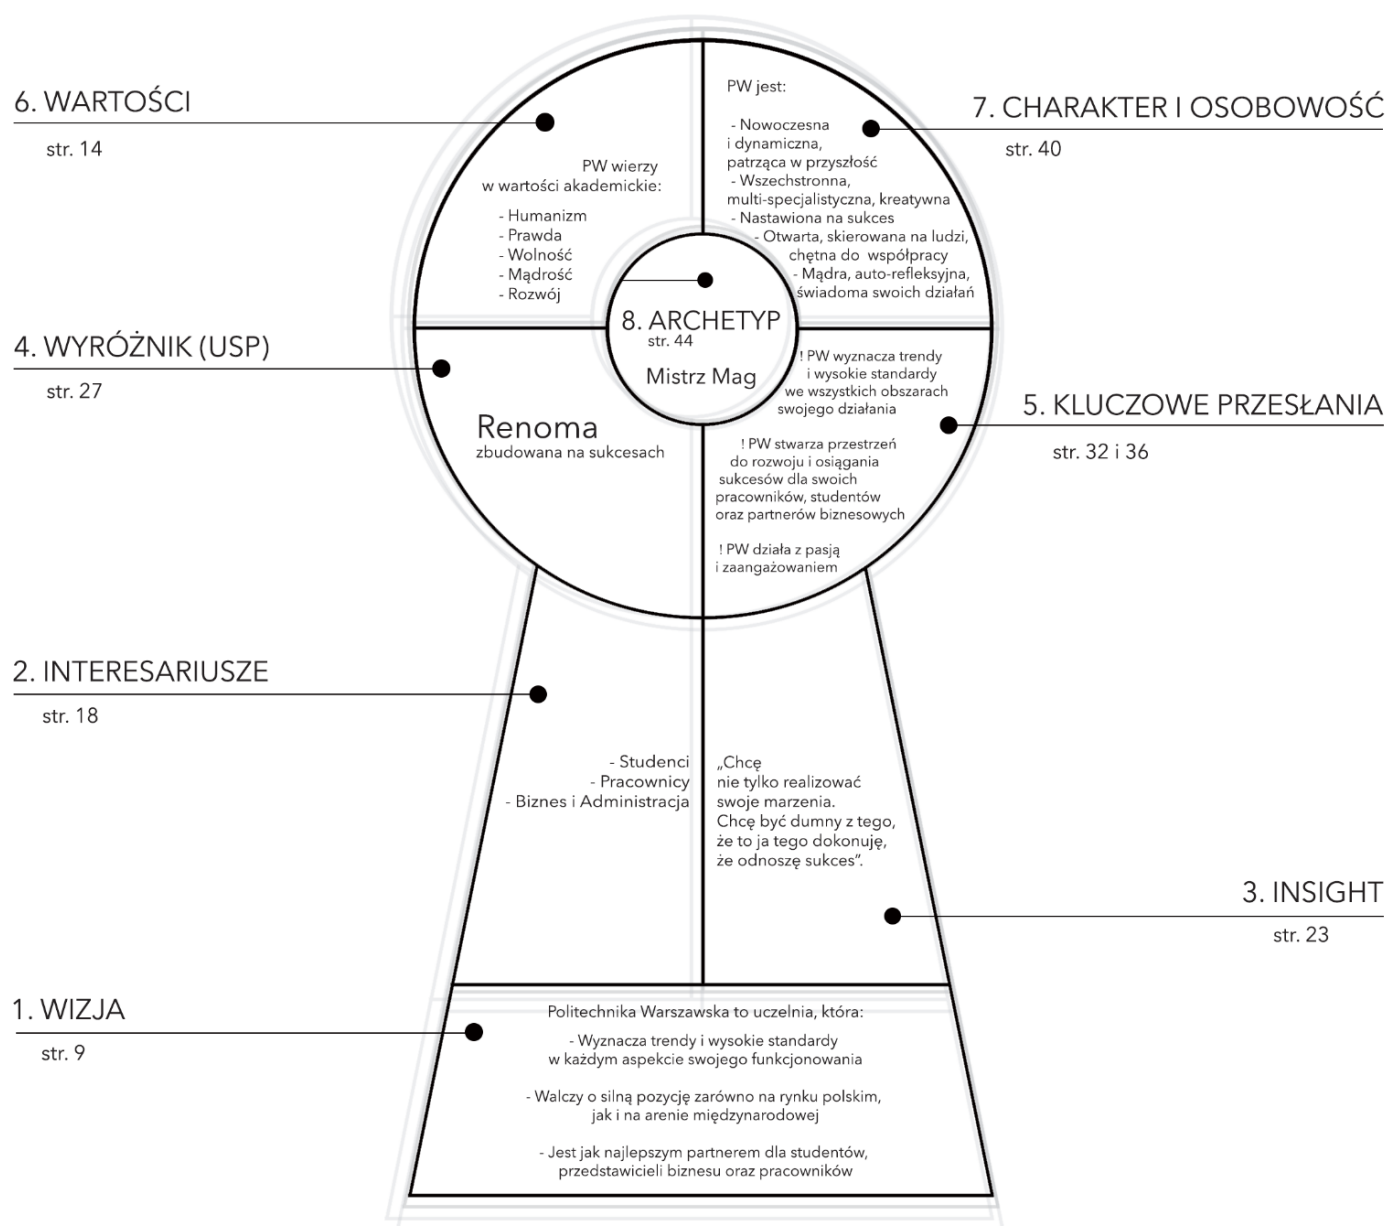 6. WARTOŚCI
str. 14
PW wierzy
w wartości akademickie:
- Humanizm
- Prawda
- Wolność
- Mądrość
- Rozwój
7. CHARAKTER I OSOBOWOŚĆ
str. 40
PW jest:
- Nowoczesna
i dynamiczna,
patrząca w przyszłość
- Wszechstronna,
multi-specjalistyczna, kreatywna
- Nastawiona na sukces
- Otwarta, skierowana na ludzi,
chętna do współpracy
- Mądra, auto-refleksyjna,
świadoma swoich działań
8. ARCHETYP
str. 44
Mistrz Mag
4. WYRÓŻNIK (USP)
str. 27
Renoma
zbudowana na sukcesach
5. KLUCZOWE PRZESŁANIA
str. 32 i 36
! PW wyznacza trendy
i wysokie standardy
we wszystkich obszarach
swojego działania
! PW stwarza przestrzeń
do rozwoju i osiągania
sukcesów dla swoich
pracowników, studentów
oraz partnerów biznesowych
! PW działa z pasją
i zaangażowaniem
2. INTERESARIUSZE
str. 18
- Studenci
- Pracownicy
- Biznes i Administracja
„Chcę
nie tylko realizować
swoje marzenia.
Chcę być dumny z tego,
że to ja tego dokonuję,
że odnoszę sukces”.
3. INSIGHT
str. 23
1. WIZJA
str. 9
Politechnika Warszawska to uczelnia, która:
- Wyznacza trendy i wysokie standardy
w każdym aspekcie swojego funkcjonowania
- Walczy o silną pozycję zarówno na rynku polskim,
jak i na arenie międzynarodowej
- Jest jak najlepszym partnerem dla studentów,
przedstawicieli biznesu oraz pracowników